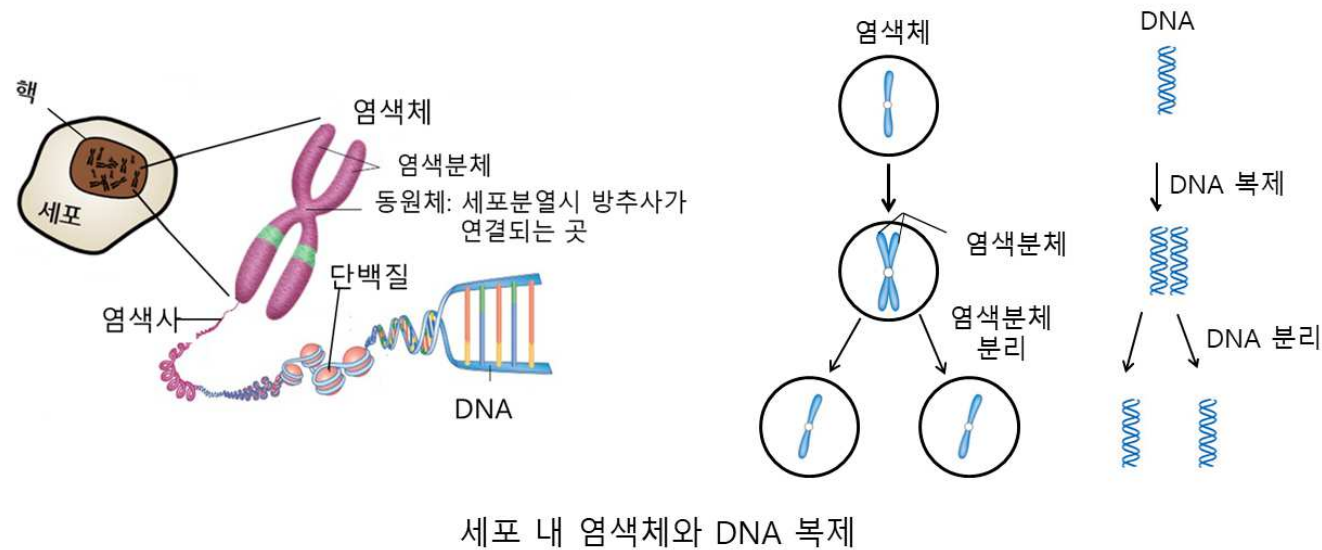 핵
염색체
염색분체
동원체: 세포분열시 방추사가
연결되는 곳
세포
단백질
염색사
DNA
염색체
염색분체
염색분체
분리
DNA
DNA 복제
DNA 분리
세포 내 염색체와 DNA 복제